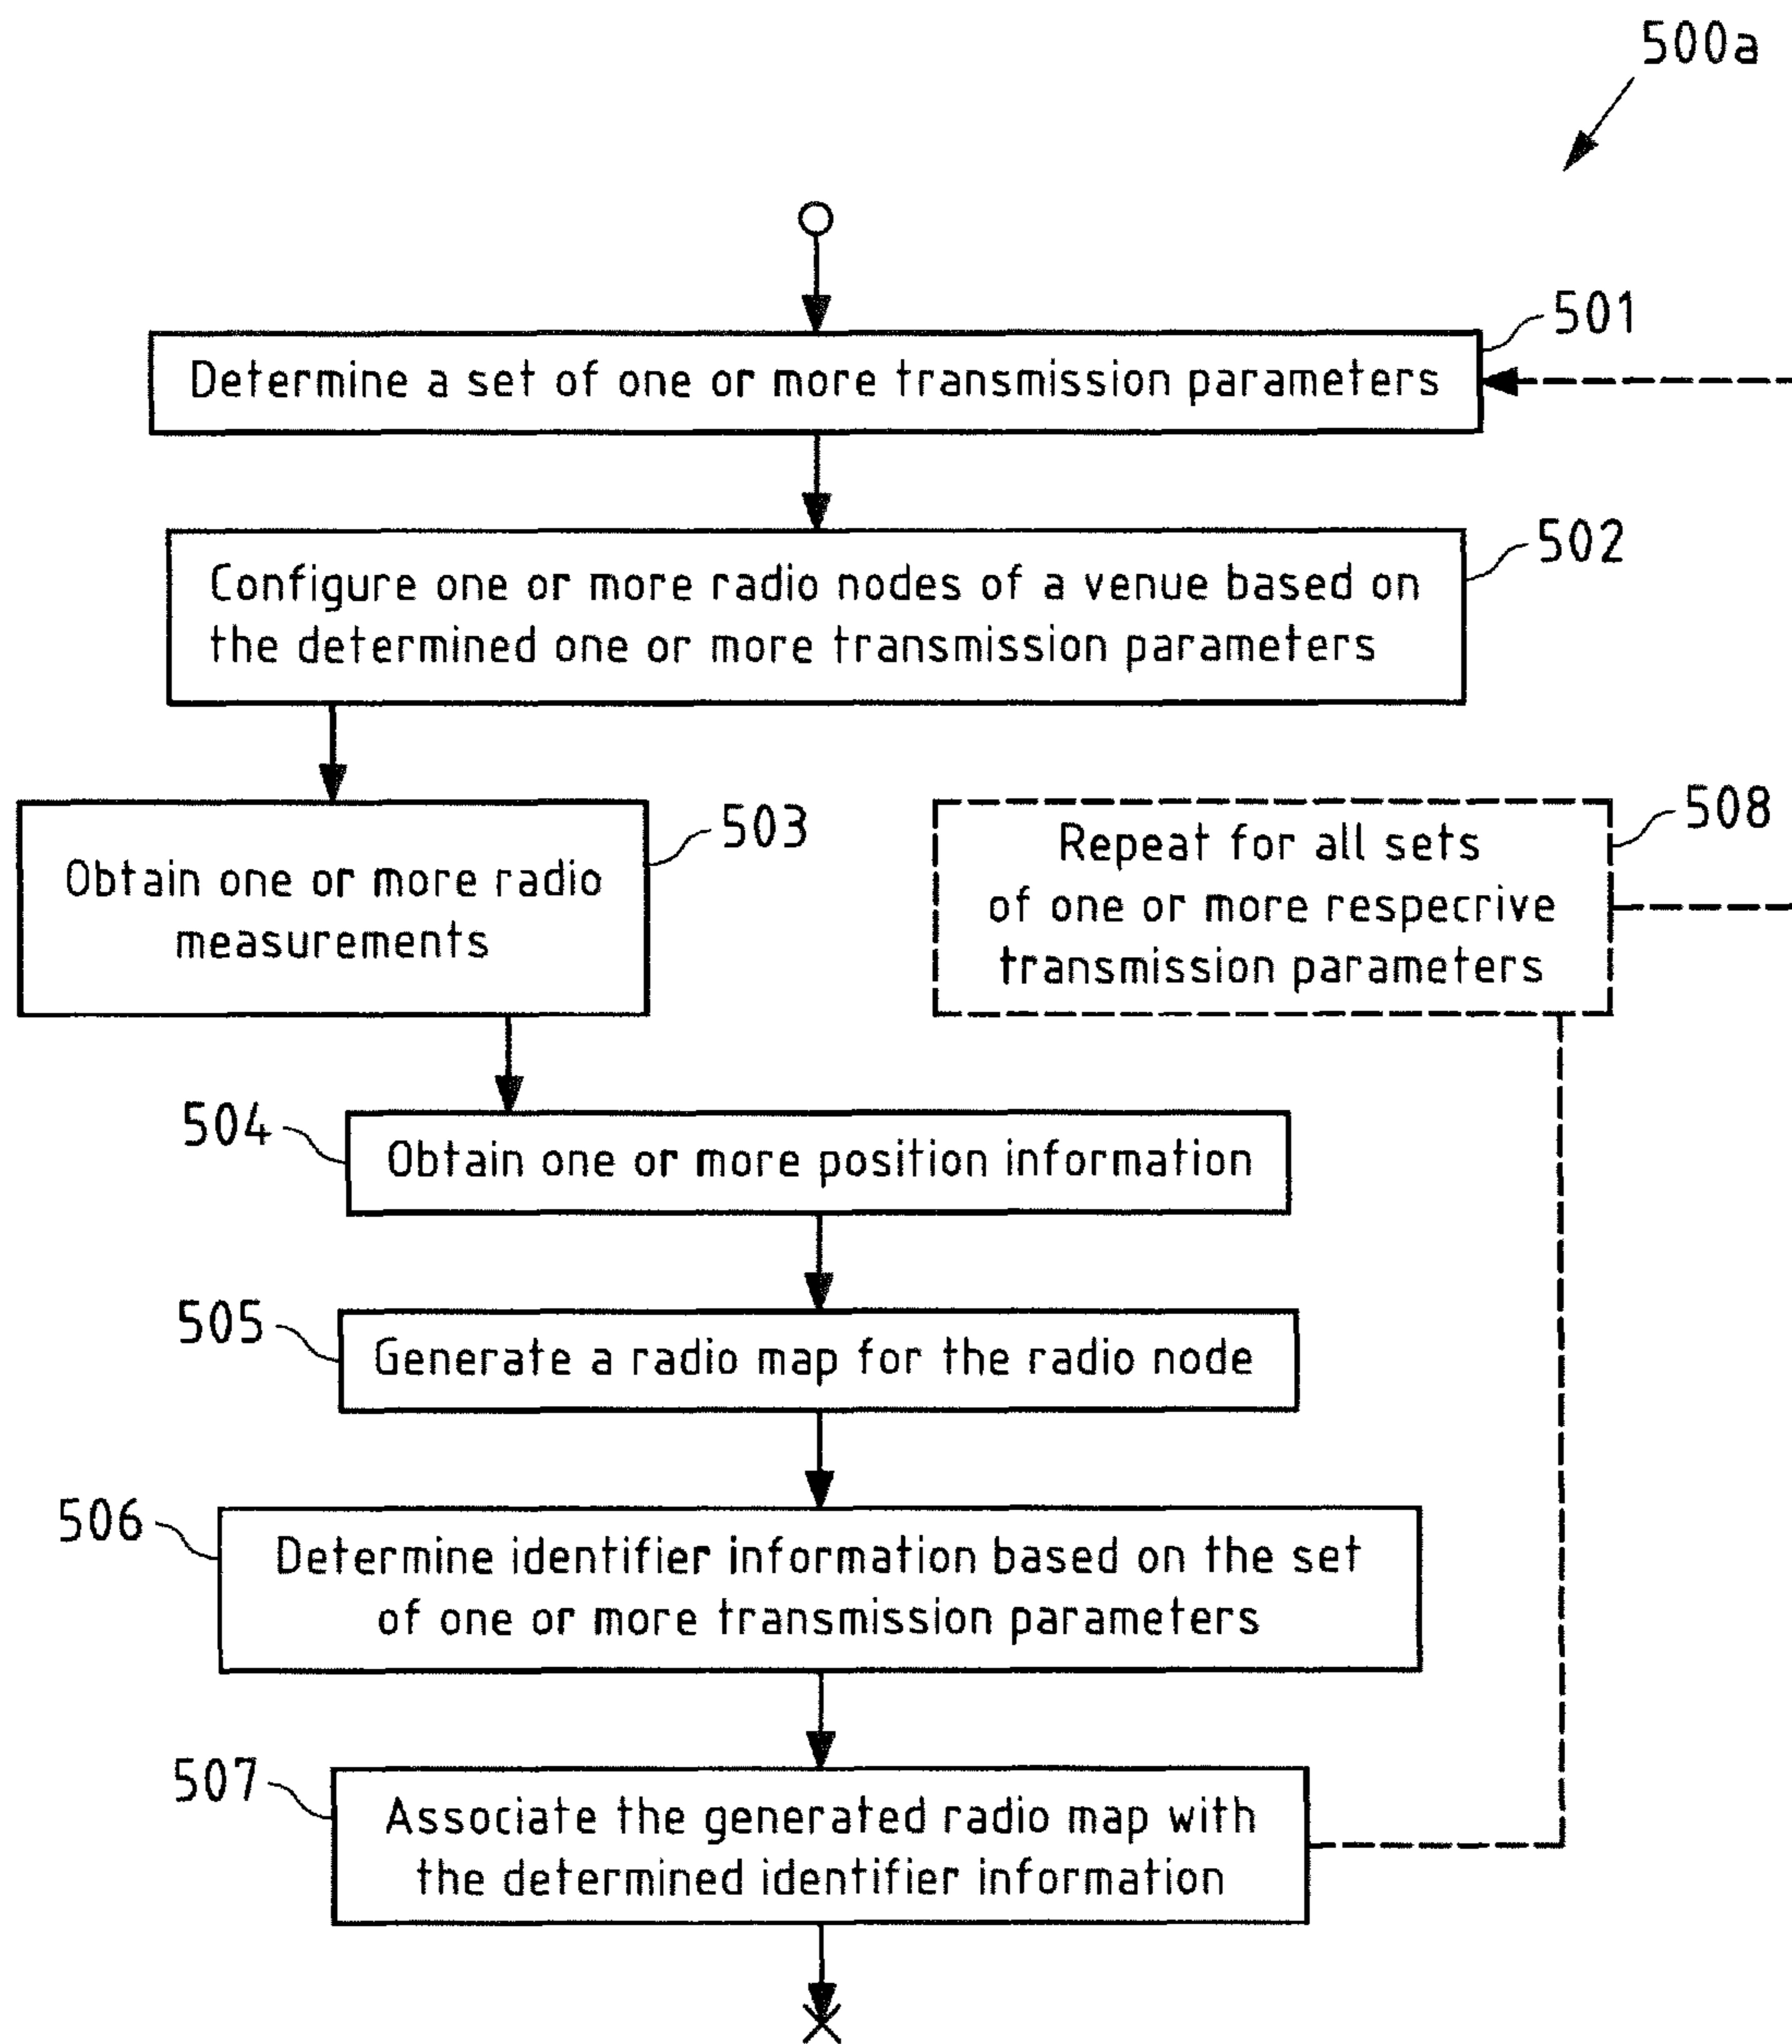 500a
501
Determine a set of one or more transmission parameters
502
Configure one or more radio nodes of a venue based on
the determined one or more transmission parameters
503
Obtain one or more radio
measurements
508
Repeat for all sets
of one or more respecrive
transmission parameters
504
Obtain one or more position information
505
Generate a radio map for the radio node
506
Determine identifier information based on the set
of one or more transmission parameters
507
Associate the generated radio map with
the determined identifier information